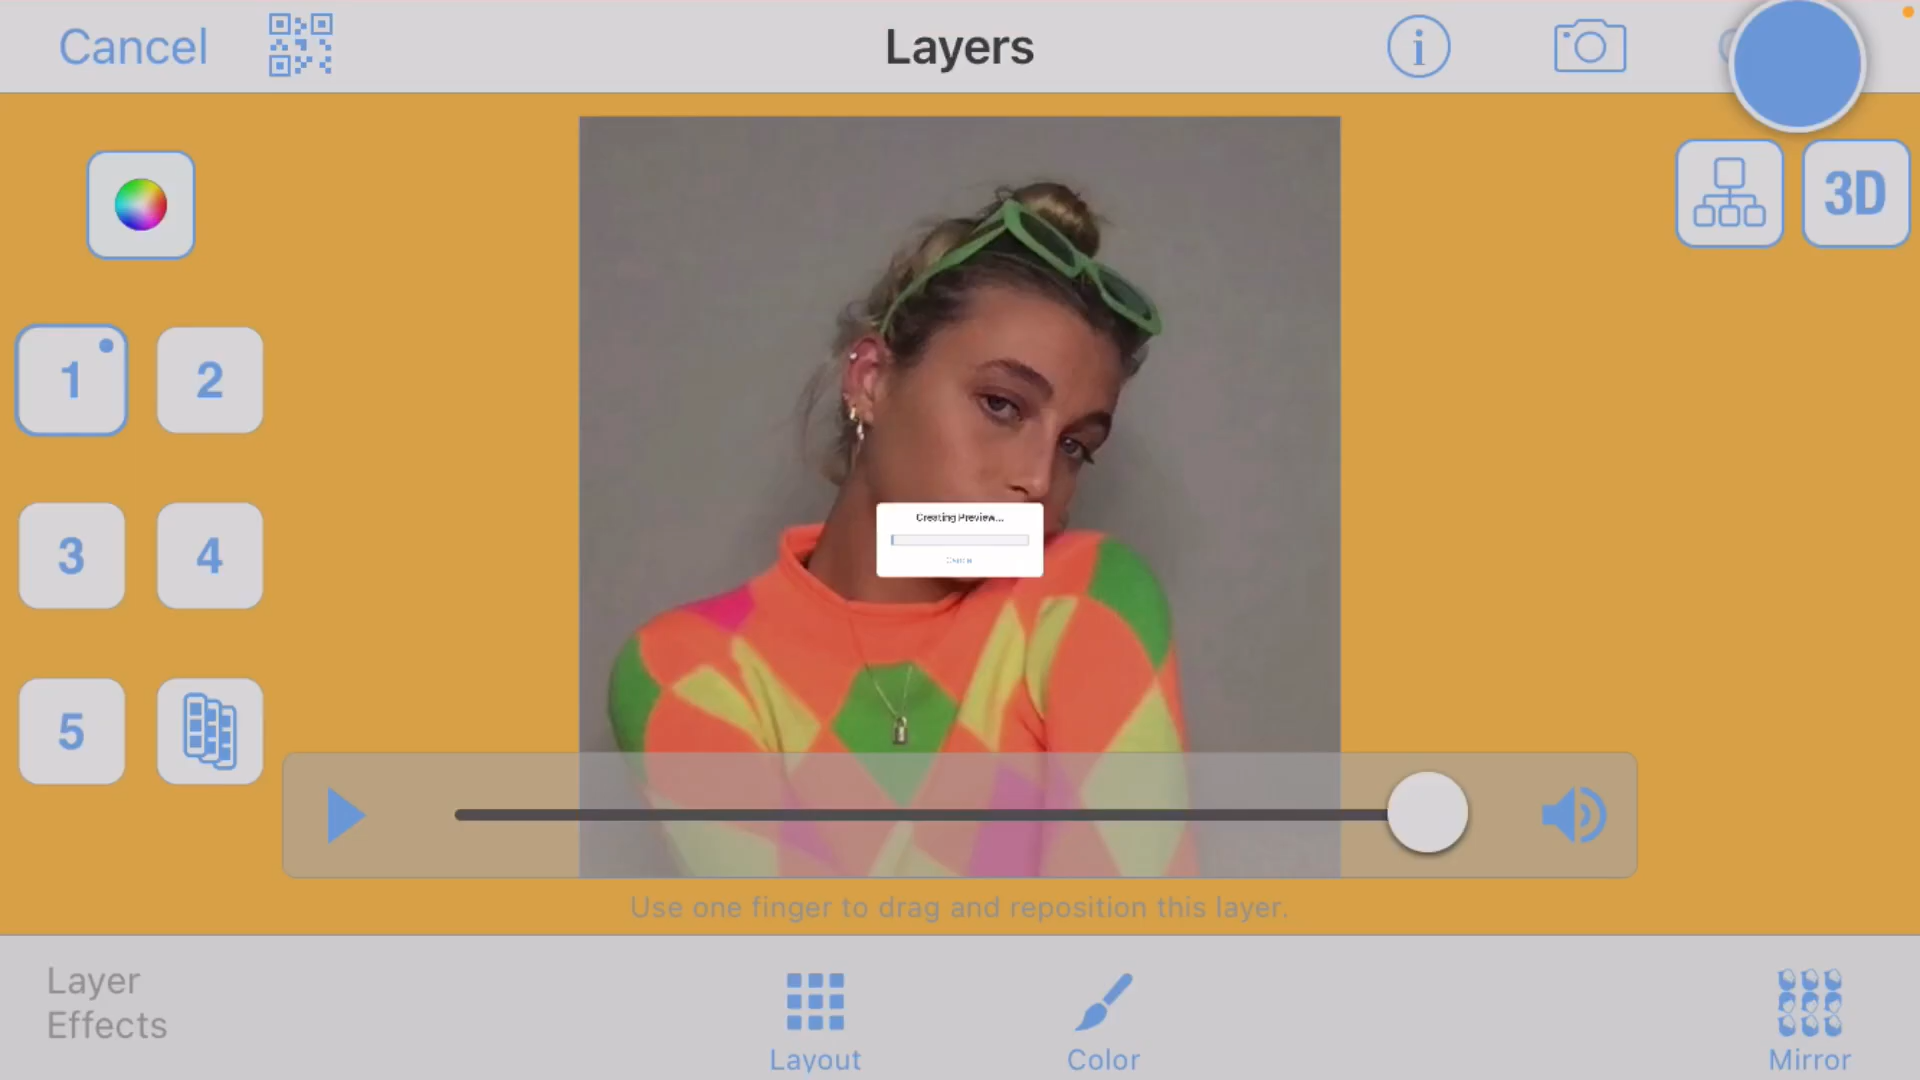 Cancel
Layers
3D
1
2
3
4
5
Creating Preview...
Use one finger to drag and reposition this layer.
Layer
Effects
Layout
Color
Mirror